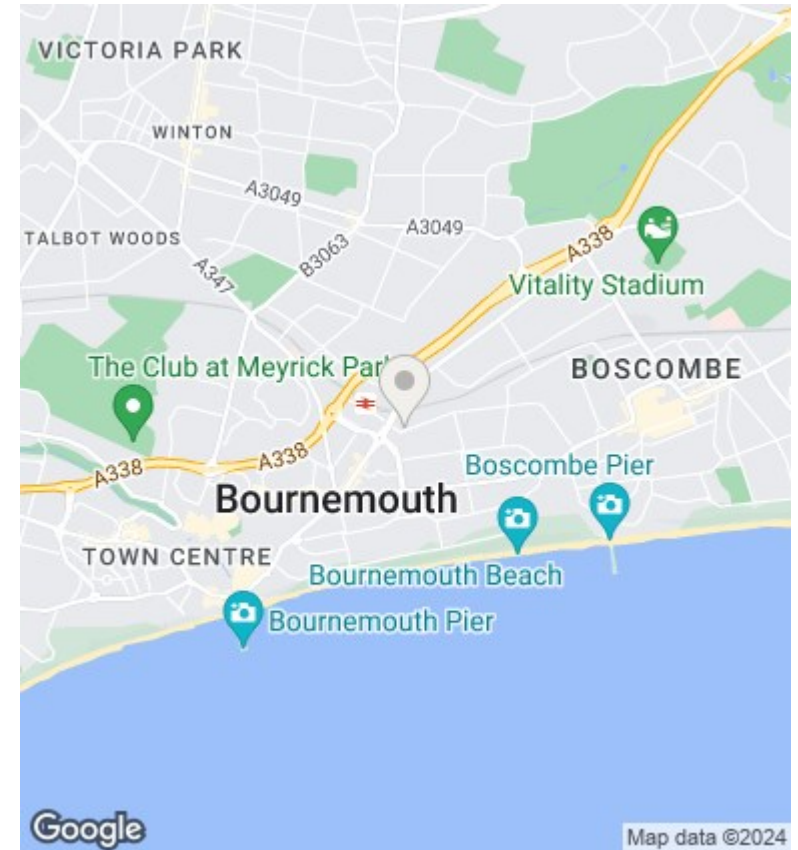 VICTORIA PARK
WINTON
A3049
TALBOT WOODS
B3063
A3049
A338
A347
Vitality Stadium
The Club at Meyrick Park
BOSCOMBE
A338
A338
Boscombe Pier
Bournemouth
TOWN CENTRE
Bournemouth Beach
Bournemouth Pier
Google
Map data ©2024